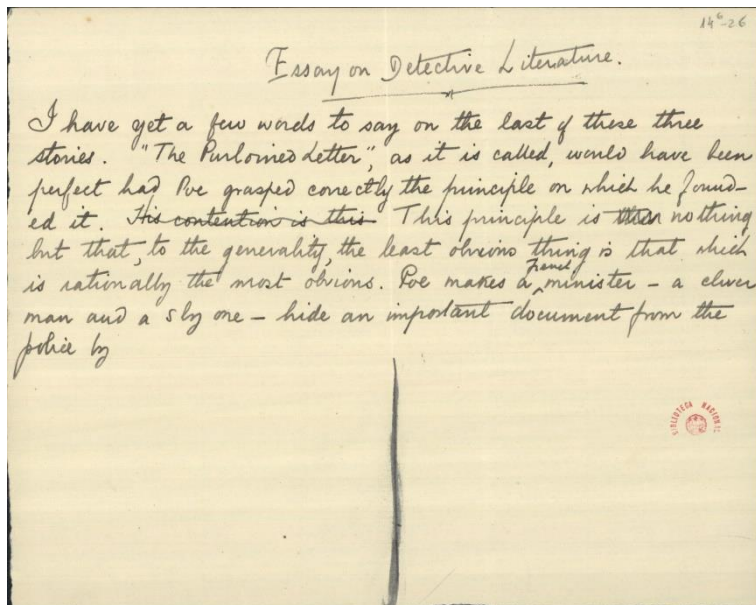 14⁶-26
Essay on Detective Literature.
I have yet a few words to say on the last of these three
stories. "The Purloined Letter", as it is called, would have been
perfect had Poe grasped correctly the principle on which he found-
ed it. His contention is this This principle is nothing
but that, to the generality, the least obvious thing is that which
is rationally the most obvious. Poe makes a French minister – a clever
man and a sly one – hide an important document from the
police by
BIBLIOTECA NACIONAL